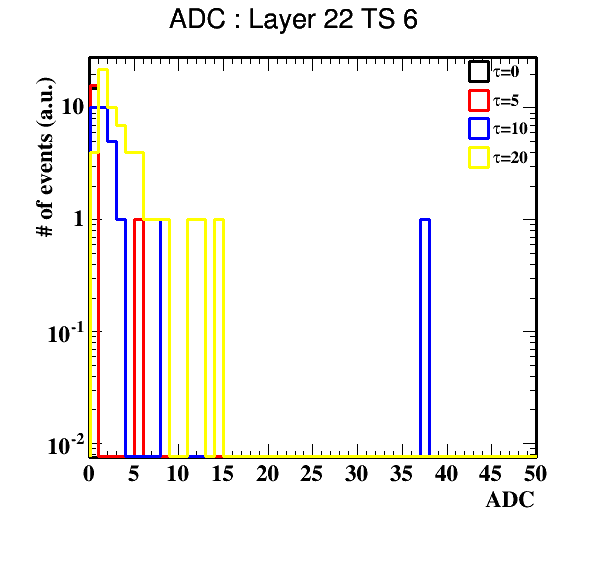 ADC : Layer 22 TS 6
# of events (a.u.)
τ=0
τ=5
τ=10
τ=20
10
1
10-1
10-2
0 5 10 15 20 25 30 35 40 45 50
ADC